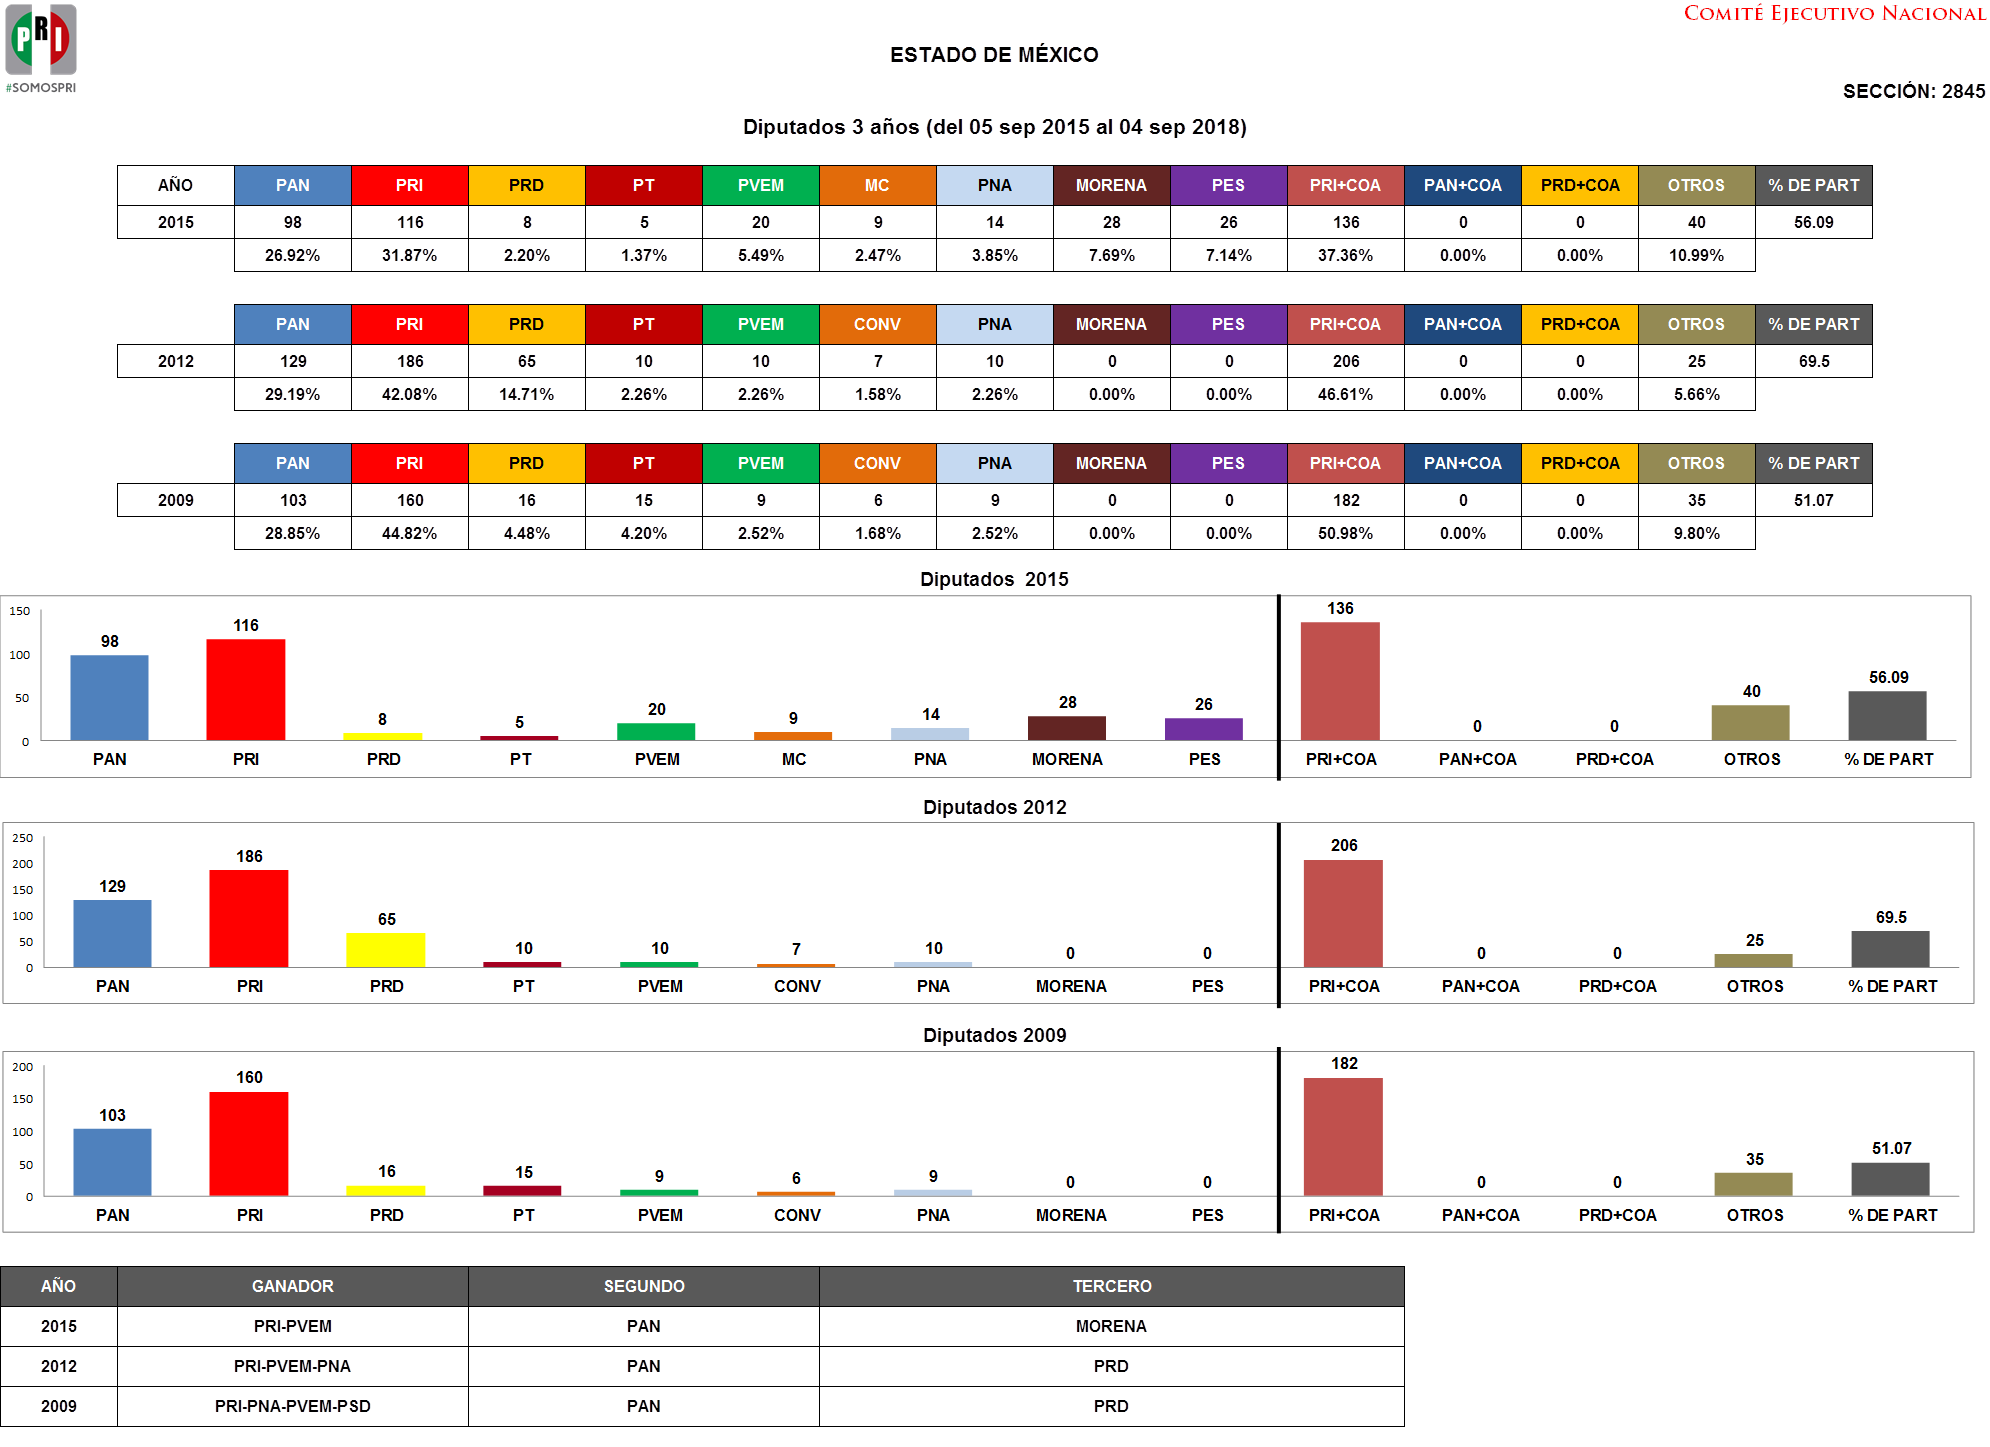 PRI
#SOMOSPRI
COMITÉ EJECUTIVO NACIONAL
ESTADO DE MÉXICO
SECCIÓN: 2845
Diputados 3 años (del 05 sep 2015 al 04 sep 2018)
AÑO PAN PRI PRD PT PVEM MC PNA MORENA PES PRI+COA PAN+COA PRD+COA OTROS % DE PART
2015 98 116 8 5 20 9 14 28 26 136 0 0 40 56.09
26.92% 31.87% 2.20% 1.37% 5.49% 2.47% 3.85% 7.69% 7.14% 37.36% 0.00% 0.00% 10.99%
PAN PRI PRD PT PVEM CONV PNA MORENA PES PRI+COA PAN+COA PRD+COA OTROS % DE PART
2012 129 186 65 10 10 7 10 0 0 206 0 0 25 69.5
29.19% 42.08% 14.71% 2.26% 2.26% 1.58% 2.26% 0.00% 0.00% 46.61% 0.00% 0.00% 5.66%
PAN PRI PRD PT PVEM CONV PNA MORENA PES PRI+COA PAN+COA PRD+COA OTROS % DE PART
2009 103 160 16 15 9 6 9 0 0 182 0 0 35 51.07
28.85% 44.82% 4.48% 4.20% 2.52% 1.68% 2.52% 0.00% 0.00% 50.98% 0.00% 0.00% 9.80%
Diputados 2015
150
100
50
0
98 116 8 5 20 9 14 28 26 136 0 0 40 56.09
PAN PRI PRD PT PVEM MC PNA MORENA PES PRI+COA PAN+COA PRD+COA OTROS % DE PART
Diputados 2012
250
200
150
100
50
0
129 186 65 10 10 7 10 0 0 206 0 0 25 69.5
PAN PRI PRD PT PVEM CONV PNA MORENA PES PRI+COA PAN+COA PRD+COA OTROS % DE PART
Diputados 2009
200
150
100
50
0
103 160 16 15 9 6 9 0 0 182 0 0 35 51.07
PAN PRI PRD PT PVEM CONV PNA MORENA PES PRI+COA PAN+COA PRD+COA OTROS % DE PART
AÑO GANADOR SEGUNDO TERCERO
2015 PRI-PVEM PAN MORENA
2012 PRI-PVEM-PNA PAN PRD
2009 PRI-PNA-PVEM-PSD PAN PRD